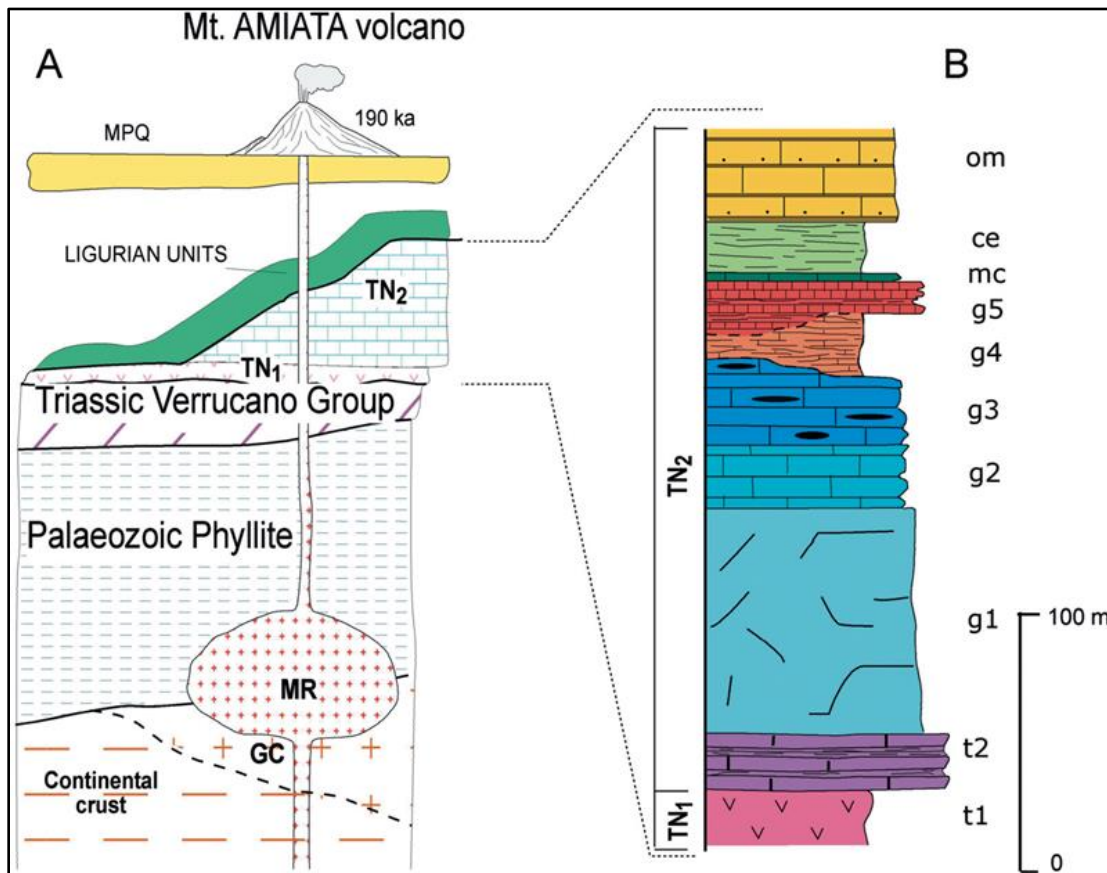 Mt. AMIATA volcano
A
190 ka
MPQ
LIGURIAN UNITS
TN2
TN1
Triassic Verrucano Group
Palaeozoic Phyllite
MR
GC
Continental
crust
B
om
ce
mc
g5
g4
g3
g2
g1
t2
t1
TN2
TN1
100 m
0